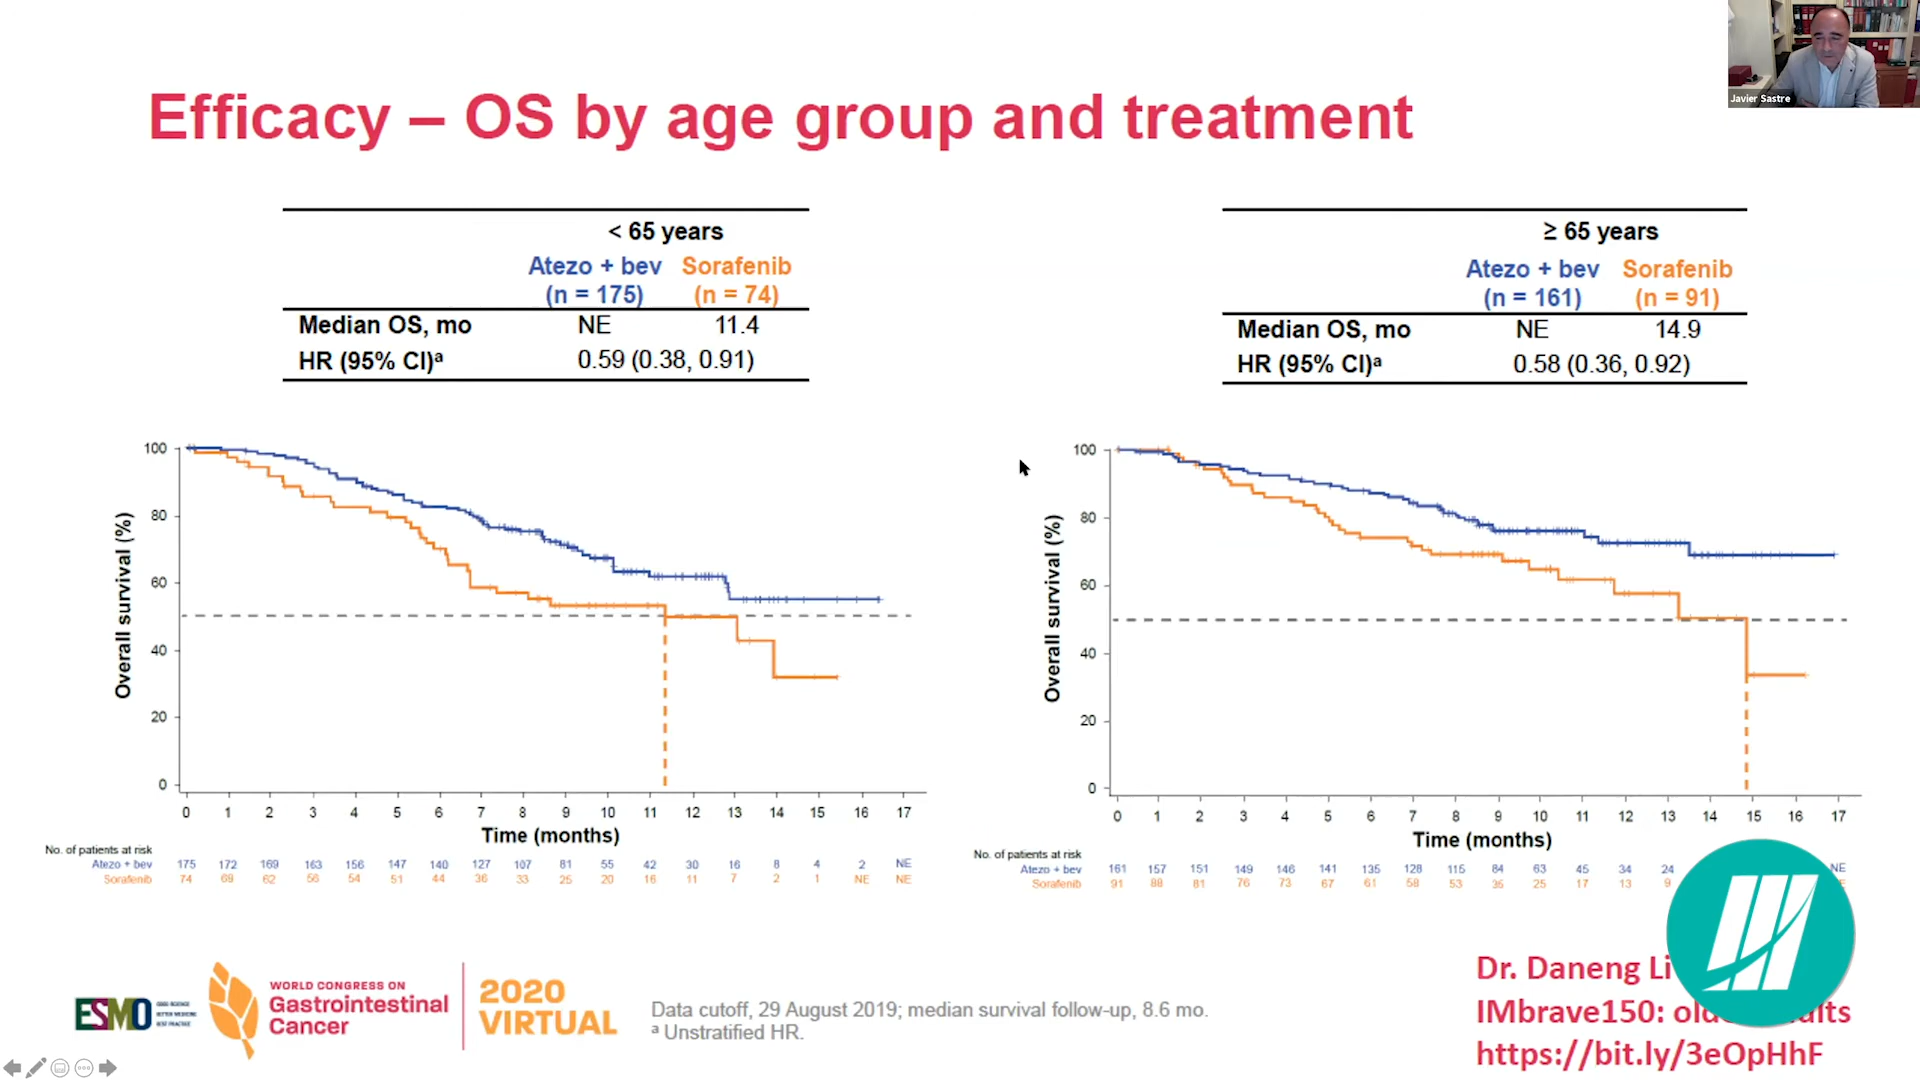 Javier Sastre
Efficacy – OS by age group and treatment
< 65 years
Atezo + bev Sorafenib
(n = 175) (n = 74)
Median OS, mo NE 11.4
HR (95% CI)ª 0.59 (0.38, 0.91)
≥ 65 years
Atezo + bev Sorafenib
(n = 161) (n = 91)
Median OS, mo NE 14.9
HR (95% CI)ª 0.58 (0.36, 0.92)
Overall survival (%)
100
80
60
40
20
0
0 1 2 3 4 5 6 7 8 9 10 11 12 13 14 15 16 17
Time (months)
No. of patients at risk
Atezo + bev 175 172 169 163 156 147 140 127 107 81 55 42 30 16 8 4 2 NE
Sorafenib 74 69 62 56 54 51 44 36 33 25 20 16 11 7 2 1 NE NE
Overall survival (%)
100
80
60
40
20
0
0 1 2 3 4 5 6 7 8 9 10 11 12 13 14 15 16 17
Time (months)
No. of patients at risk
Atezo + bev 161 157 151 149 146 141 135 128 115 84 63 45 34 24 NE
Sorafenib 91 88 81 76 73 67 61 58 53 35 25 17 13 9
ESMO
GOOD SCIENCE
BETTER MEDICINE
BEST PRACTICE
WORLD CONGRESS ON
Gastrointestinal
Cancer
2020
VIRTUAL
Data cutoff, 29 August 2019; median survival follow-up, 8.6 mo.
ª Unstratified HR.
Dr. Daneng Li
IMbrave150:
https://bit.ly/3eOpHhF